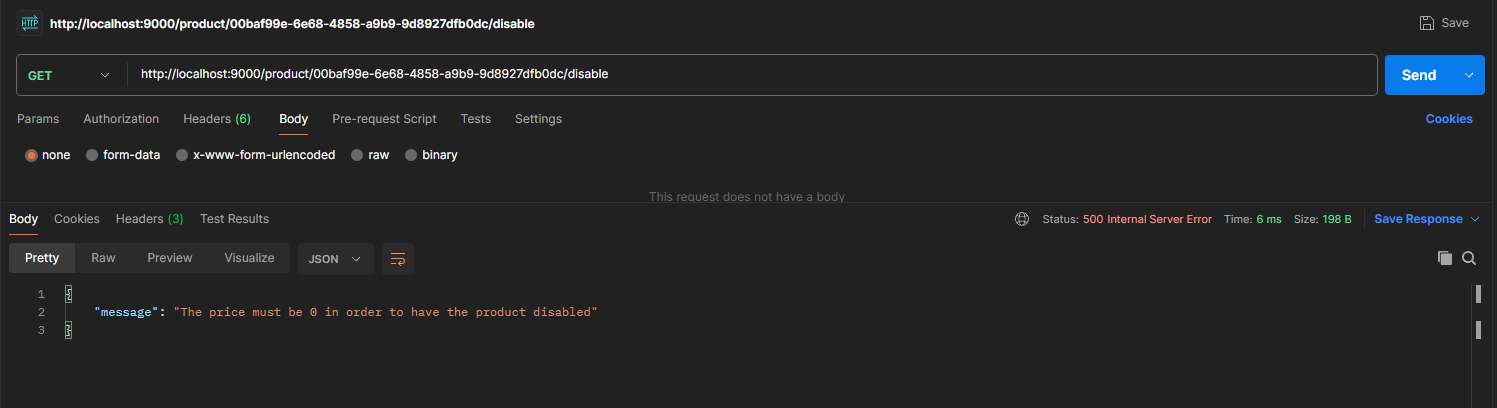 HTTP http://localhost:9000/product/00baf99e-6e68-4858-a9b9-9d8927dfb0dc/disable Save
GET http://localhost:9000/product/00baf99e-6e68-4858-a9b9-9d8927dfb0dc/disable Send
Params Authorization Headers (6) Body Pre-request Script Tests Settings Cookies
none form-data x-www-form-urlencoded raw binary
This request does not have a body
Body Cookies Headers (3) Test Results Status: 500 Internal Server Error Time: 6 ms Size: 198 B Save Response
Pretty Raw Preview Visualize JSON
1 {
2 "message": "The price must be 0 in order to have the product disabled"
3 }